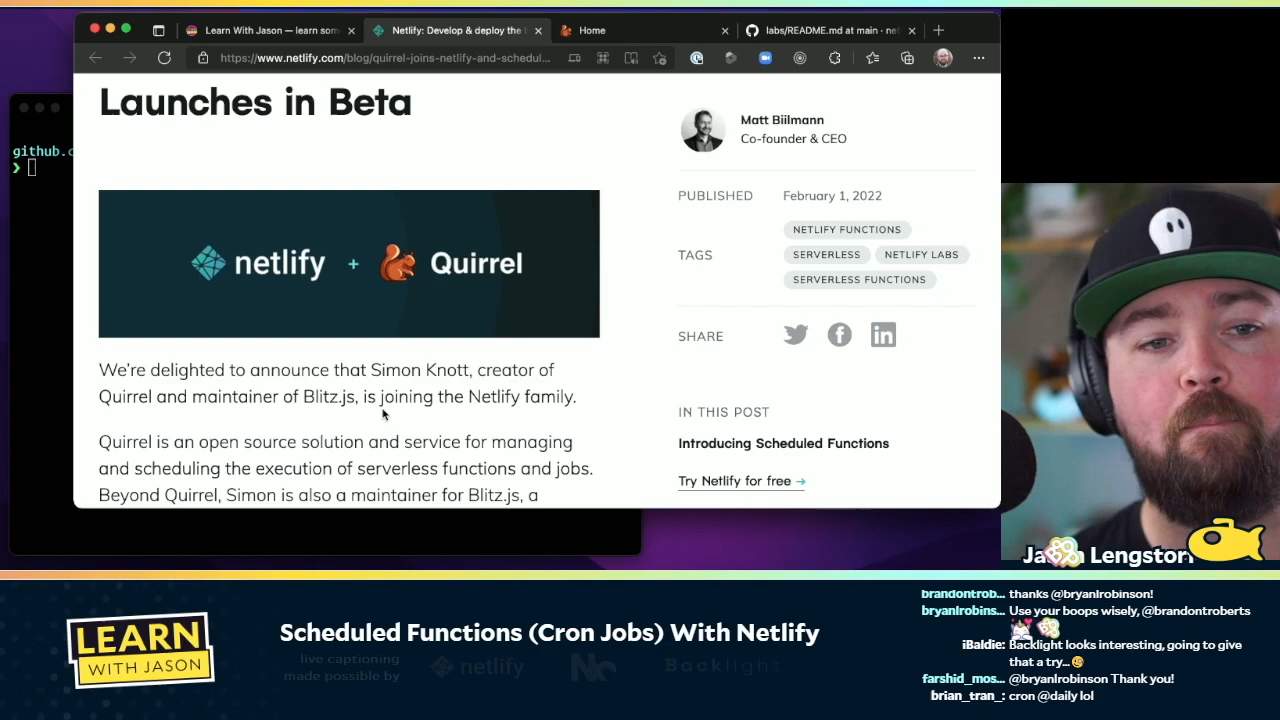 Learn With Jason — learn som
Netlify: Develop & deploy the
Home
labs/README.md at main · net
https://www.netlify.com/blog/quirrel-joins-netlify-and-schedul...
github.c
❯
Launches in Beta
netlify + Quirrel
We're delighted to announce that Simon Knott, creator of
Quirrel and maintainer of Blitz.js, is joining the Netlify family.
Quirrel is an open source solution and service for managing
and scheduling the execution of serverless functions and jobs.
Beyond Quirrel, Simon is also a maintainer for Blitz.js, a
Matt Biilmann
Co-founder & CEO
PUBLISHED February 1, 2022
TAGS
NETLIFY FUNCTIONS
SERVERLESS NETLIFY LABS
SERVERLESS FUNCTIONS
SHARE
IN THIS POST
Introducing Scheduled Functions
Try Netlify for free →
Lengstorf
LEARN
WITH JASON
Scheduled Functions (Cron Jobs) With Netlify
live captioning
made possible by
netlify
Backlight
brandontrob... thanks @bryanlrobinson!
bryanlrobins... Use your boops wisely, @brandontroberts
iBaldie: Backlight looks interesting, going to give
that a try...
farshid_mos... @bryanlrobinson Thank you!
brian_tran_: cron @daily lol